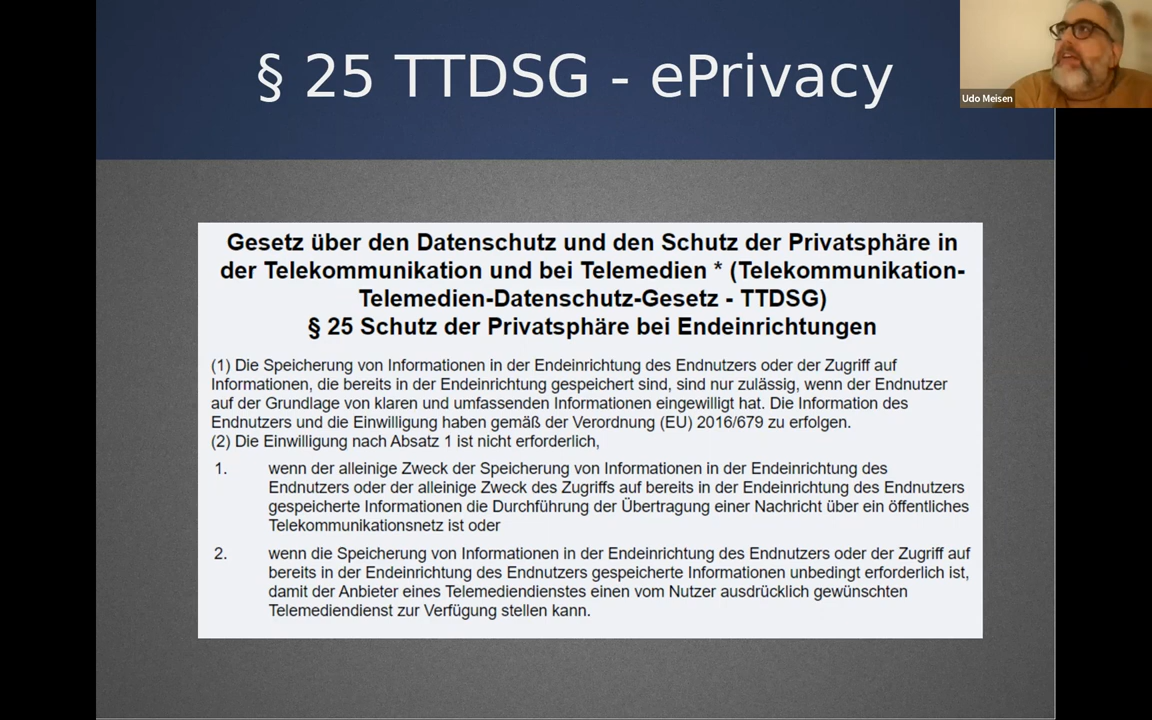 § 25 TTDSG - ePrivacy
Udo Meisen
Gesetz über den Datenschutz und den Schutz der Privatsphäre in
der Telekommunikation und bei Telemedien * (Telekommunikation-
Telemedien-Datenschutz-Gesetz - TTDSG)
§ 25 Schutz der Privatsphäre bei Endeinrichtungen
(1) Die Speicherung von Informationen in der Endeinrichtung des Endnutzers oder der Zugriff auf
Informationen, die bereits in der Endeinrichtung gespeichert sind, sind nur zulässig, wenn der Endnutzer
auf der Grundlage von klaren und umfassenden Informationen eingewilligt hat. Die Information des
Endnutzers und die Einwilligung haben gemäß der Verordnung (EU) 2016/679 zu erfolgen.
(2) Die Einwilligung nach Absatz 1 ist nicht erforderlich,
1. wenn der alleinige Zweck der Speicherung von Informationen in der Endeinrichtung des
Endnutzers oder der alleinige Zweck des Zugriffs auf bereits in der Endeinrichtung des Endnutzers
gespeicherte Informationen die Durchführung der Übertragung einer Nachricht über ein öffentliches
Telekommunikationsnetz ist oder
2. wenn die Speicherung von Informationen in der Endeinrichtung des Endnutzers oder der Zugriff auf
bereits in der Endeinrichtung des Endnutzers gespeicherte Informationen unbedingt erforderlich ist,
damit der Anbieter eines Telemediendienstes einen vom Nutzer ausdrücklich gewünschten
Telemediendienst zur Verfügung stellen kann.